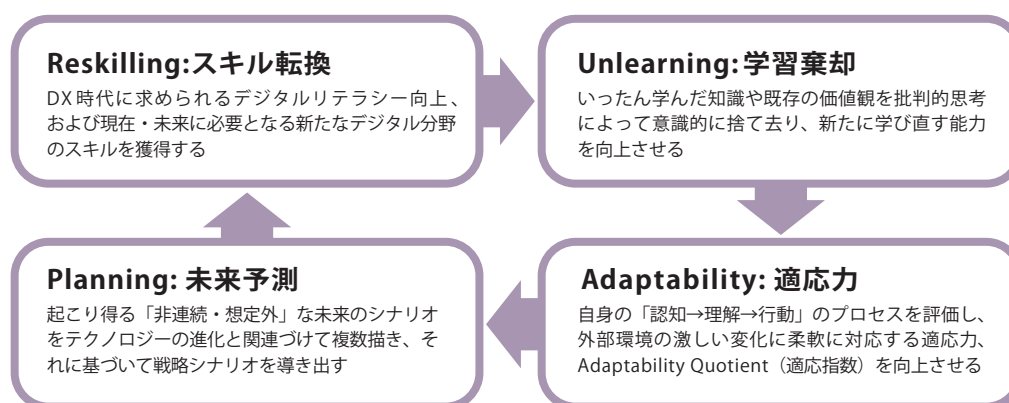 Reskilling:スキル転換
DX時代に求められるデジタルリテラシー向上、
および現在・未来に必要となる新たなデジタル分野
のスキルを獲得する
Unlearning:学習棄却
いったん学んだ知識や既存の価値観を批判的思考
によって意識的に捨て去り、新たに学び直す能力
を向上させる
Planning: 未来予測
起こり得る「非連続・想定外」な未来のシナリオ
をテクノロジーの進化と関連づけて複数描き、そ
れに基づいて戦略シナリオを導き出す
Adaptability: 適応力
自身の「認知→理解→行動」のプロセスを評価し、
外部環境の激しい変化に柔軟に対応する適応力、
Adaptability Quotient（適応指数）を向上させる